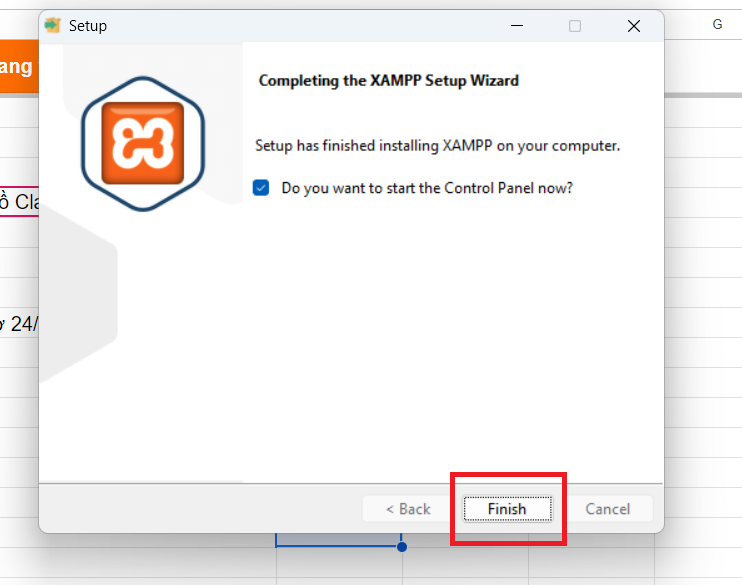 Setup
G
ang
Completing the XAMPP Setup Wizard
Setup has finished installing XAMPP on your computer.
Do you want to start the Control Panel now?
ồ Cla
ơ 24/
< Back
Finish
Cancel